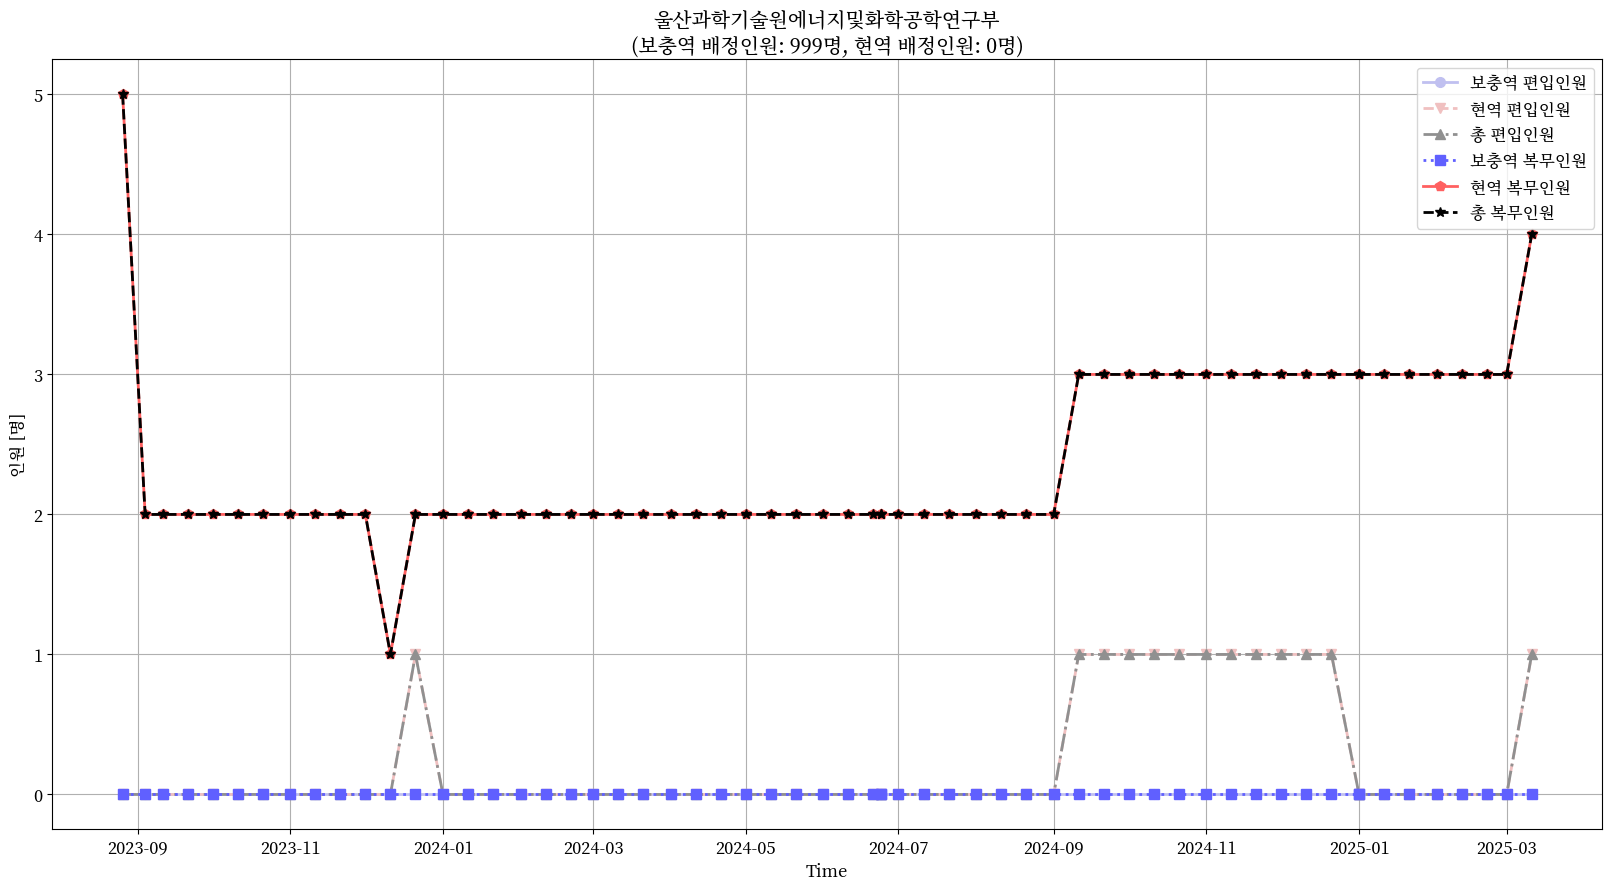 울산과학기술원에너지및화학공학연구부
(보충역 배정인원: 999명, 현역 배정인원: 0명)
보충역 편입인원
현역 편입인원
총 편입인원
보충역 복무인원
현역 복무인원
총 복무인원
인원 [명]
5
4
3
2
1
0
2023-09
2023-11
2024-01
2024-03
2024-05
2024-07
2024-09
2024-11
2025-01
2025-03
Time